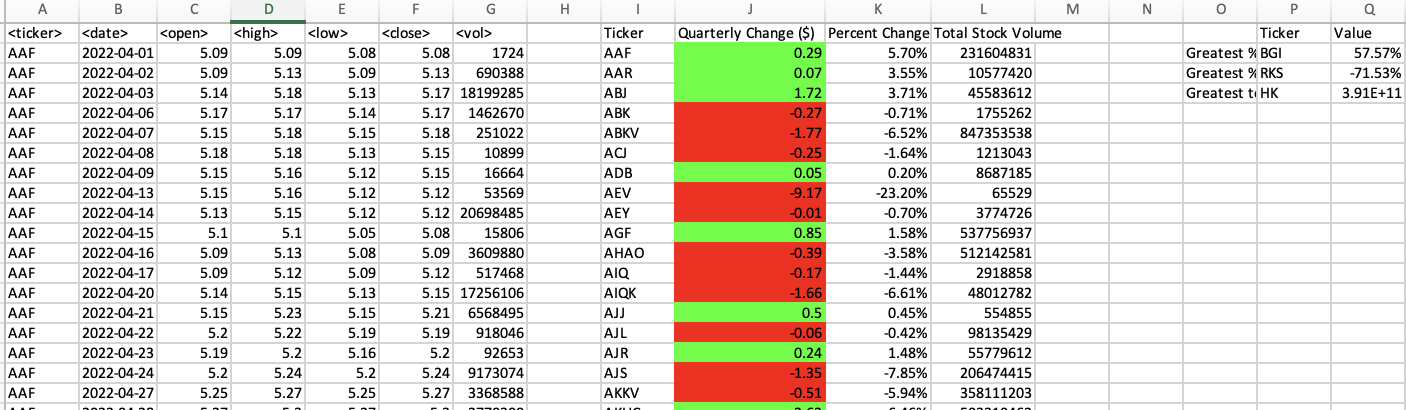 A B C D E F G H I J K L M N O P Q
<ticker> <date> <open> <high> <low> <close> <vol> Ticker Quarterly Change ($) Percent Change Total Stock Volume Ticker Value
AAF 2022-04-01 5.09 5.09 5.08 5.08 1724 AAF 0.29 5.70% 231604831 Greatest % BGI 57.57%
AAF 2022-04-02 5.09 5.13 5.09 5.13 690388 AAR 0.07 3.55% 10577420 Greatest % RKS -71.53%
AAF 2022-04-03 5.14 5.18 5.13 5.17 18199285 ABJ 1.72 3.71% 45583612 Greatest t HK 3.91E+11
AAF 2022-04-06 5.17 5.17 5.14 5.17 1462670 ABK -0.27 -0.71% 1755262
AAF 2022-04-07 5.15 5.18 5.15 5.18 251022 ABKV -1.77 -6.52% 847353538
AAF 2022-04-08 5.18 5.18 5.13 5.15 10899 ACJ -0.25 -1.64% 1213043
AAF 2022-04-09 5.15 5.16 5.12 5.15 16664 ADB 0.05 0.20% 8687185
AAF 2022-04-13 5.15 5.16 5.12 5.12 53569 AEV -9.17 -23.20% 65529
AAF 2022-04-14 5.13 5.15 5.12 5.12 20698485 AEY -0.01 -0.70% 3774726
AAF 2022-04-15 5.1 5.1 5.05 5.08 15806 AGF 0.85 1.58% 537756937
AAF 2022-04-16 5.09 5.13 5.08 5.09 3609880 AHAO -0.39 -3.58% 512142581
AAF 2022-04-17 5.09 5.12 5.09 5.12 517468 AIQ -0.17 -1.44% 2918858
AAF 2022-04-20 5.14 5.15 5.13 5.15 17256106 AIQK -1.66 -6.61% 48012782
AAF 2022-04-21 5.15 5.23 5.15 5.21 6568495 AJJ 0.5 0.45% 554855
AAF 2022-04-22 5.2 5.22 5.19 5.19 918046 AJL -0.06 -0.42% 98135429
AAF 2022-04-23 5.19 5.2 5.16 5.2 92653 AJR 0.24 1.48% 55779612
AAF 2022-04-24 5.2 5.24 5.2 5.24 9173074 AJS -1.35 -7.85% 206474415
AAF 2022-04-27 5.25 5.27 5.25 5.27 3368588 AKKV -0.51 -5.94% 358111203